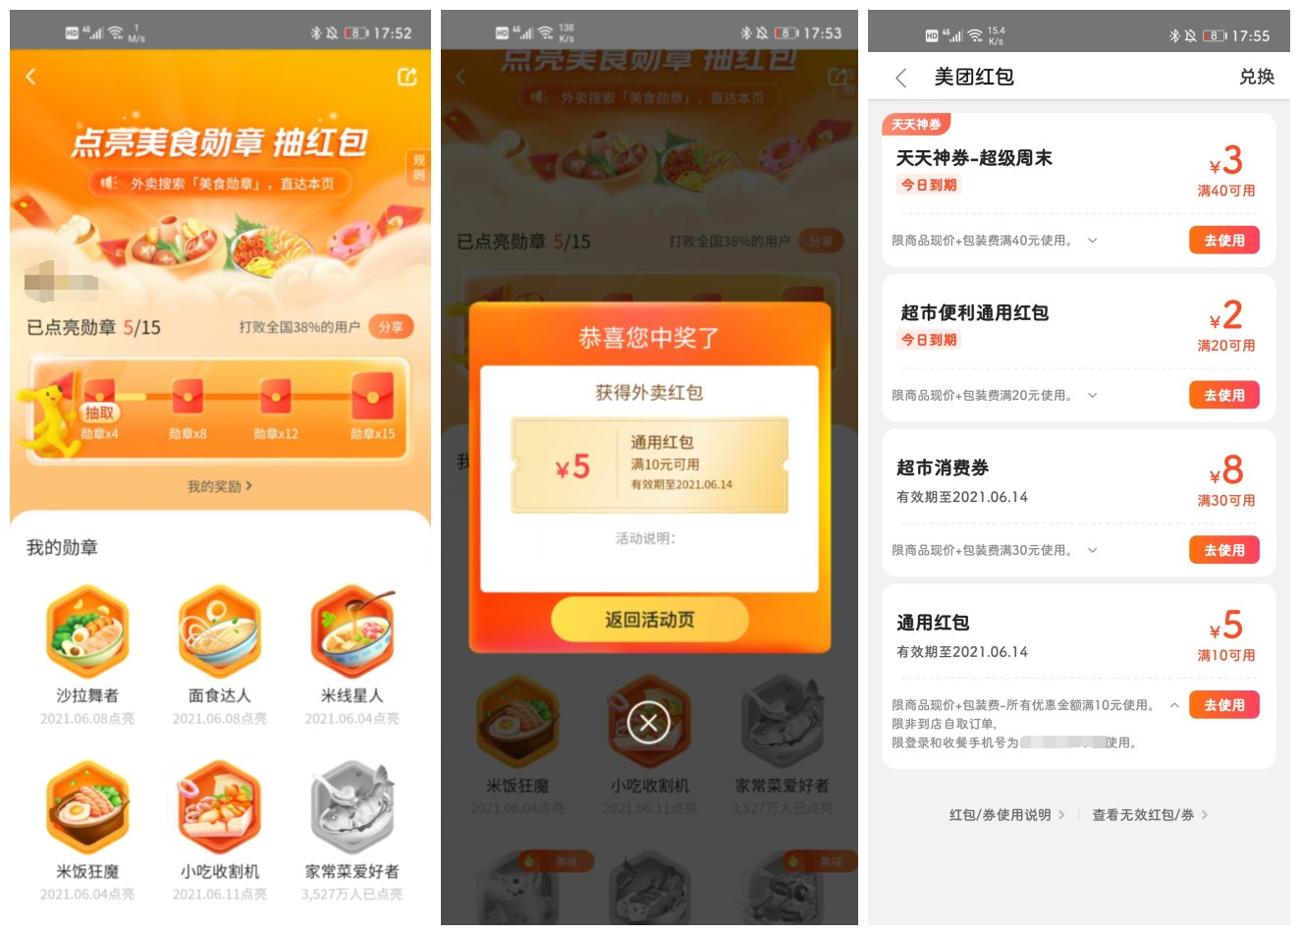 HD 4G 1 M/s 8 17:52
点亮美食勋章 抽红包
规则
外卖搜索「美食勋章」，直达本页
已点亮勋章 5/15 打败全国38%的用户 分享
抽取
勋章x4 勋章x8 勋章x12 勋章x15
我的奖励
我的勋章
沙拉舞者 面食达人 米线星人
2021.06.08点亮 2021.06.08点亮 2021.06.04点亮
米饭狂魔 小吃收割机 家常菜爱好者
2021.06.04点亮 2021.06.11点亮 3,527万人已点亮
HD 4G 138 K/s 8 17:53
点亮美食勋章 抽红包
规则
外卖搜索「美食勋章」，直达本页
已点亮勋章 5/15 打败全国38%的用户 分享
恭喜您中奖了
获得外卖红包
¥5
通用红包
满10元可用
有效期至2021.06.14
活动说明：
返回活动页
我
米饭狂魔 小吃收割机 家常菜爱好者
2021.06.04点亮 2021.06.11点亮 3,527万人已点亮
美味 美味
HD 4G 15.4 K/s 8 17:55
美团红包 兑换
天天神券
天天神券-超级周末 ¥3
今日到期 满40可用
限商品现价+包装费满40元使用。 去使用
超市便利通用红包 ¥2
今日到期 满20可用
限商品现价+包装费满20元使用。 去使用
超市消费券 ¥8
有效期至2021.06.14 满30可用
限商品现价+包装费满30元使用。 去使用
通用红包 ¥5
有效期至2021.06.14 满10可用
限商品现价+包装费-所有优惠金额满10元使用。 去使用
限非到店自取订单,
限登录和收餐手机号为 使用。
红包/券使用说明 查看无效红包/券